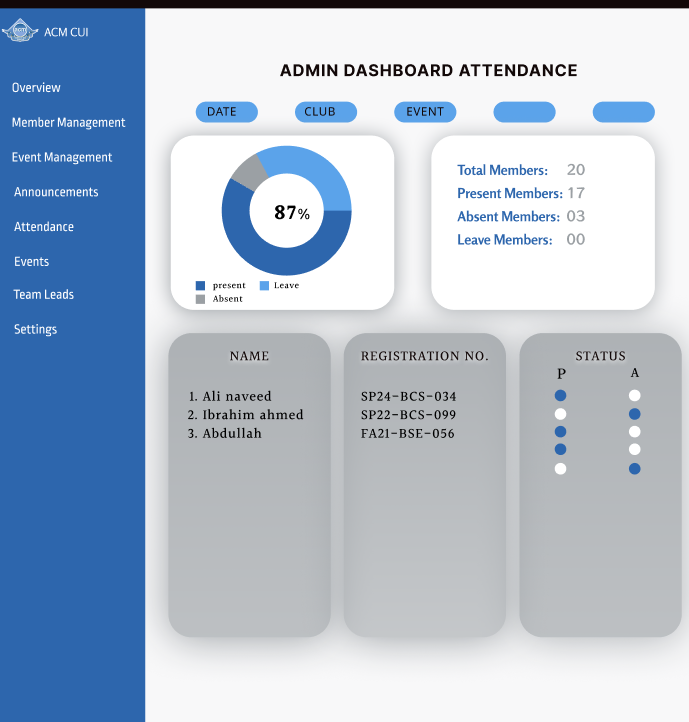 ACM CUI
Overview
Member Management
Event Management
Announcements
Attendance
Events
Team Leads
Settings
ADMIN DASHBOARD ATTENDANCE
DATE CLUB EVENT
87%
present Leave
Absent
Total Members: 20
Present Members: 17
Absent Members: 03
Leave Members: 00
NAME
1. Ali naveed
2. Ibrahim ahmed
3. Abdullah
REGISTRATION NO.
SP24-BCS-034
SP22-BCS-099
FA21-BSE-056
STATUS
P A